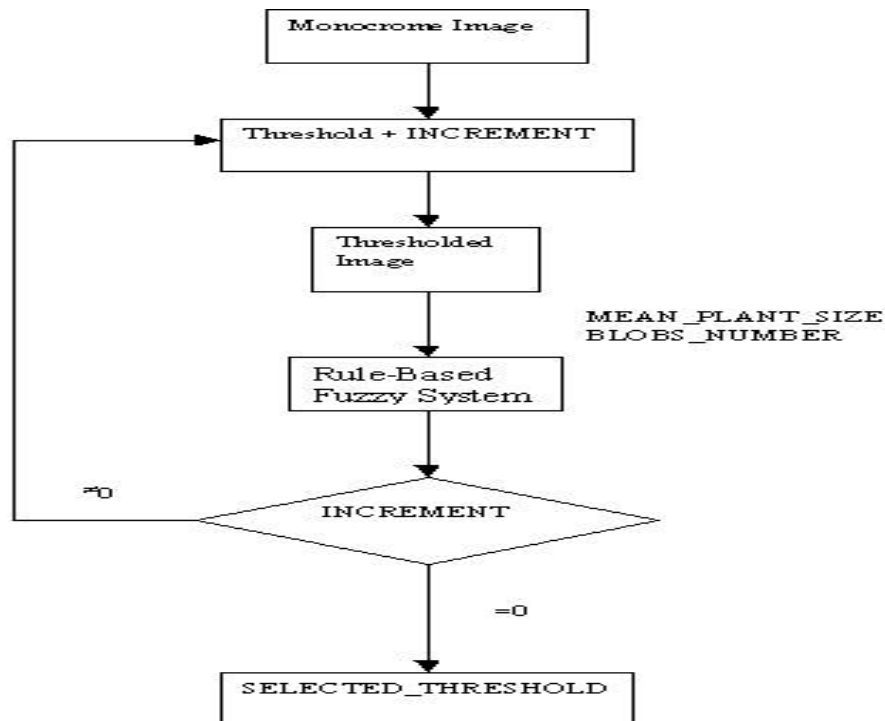 Monocrome Image
Threshold + INCREMENT
Thresholded
Image
MEAN_PLANT_SIZE
BLOBS_NUMBER
Rule-Based
Fuzzy System
≠0
INCREMENT
=0
SELECTED_THRESHOLD